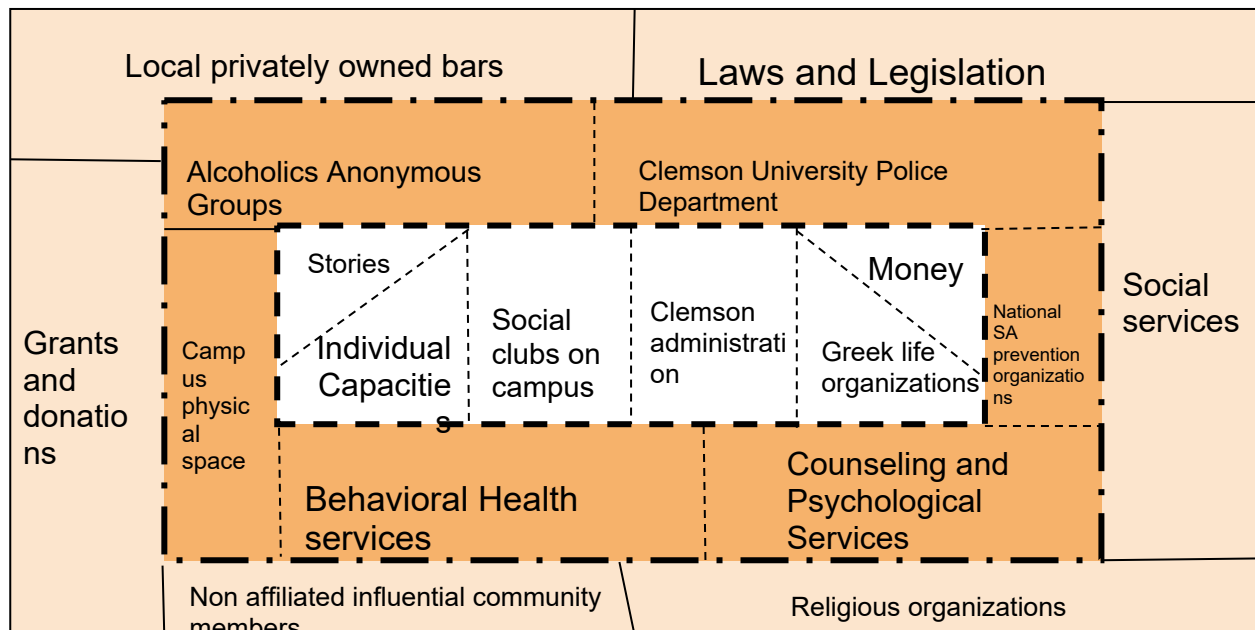 Local privately owned bars
Laws and Legislation
Alcoholics Anonymous
Groups
Clemson University Police
Department
Stories
Money
Individual
Capacitie
s
Social
clubs on
campus
Clemson
administrati
on
Greek life
organizations
National
SA
prevention
organizatio
ns
Social
services
Grants
and
donatio
ns
Camp
us
physic
al
space
Behavioral Health
services
Counseling and
Psychological
Services
Non affiliated influential community
members
Religious organizations